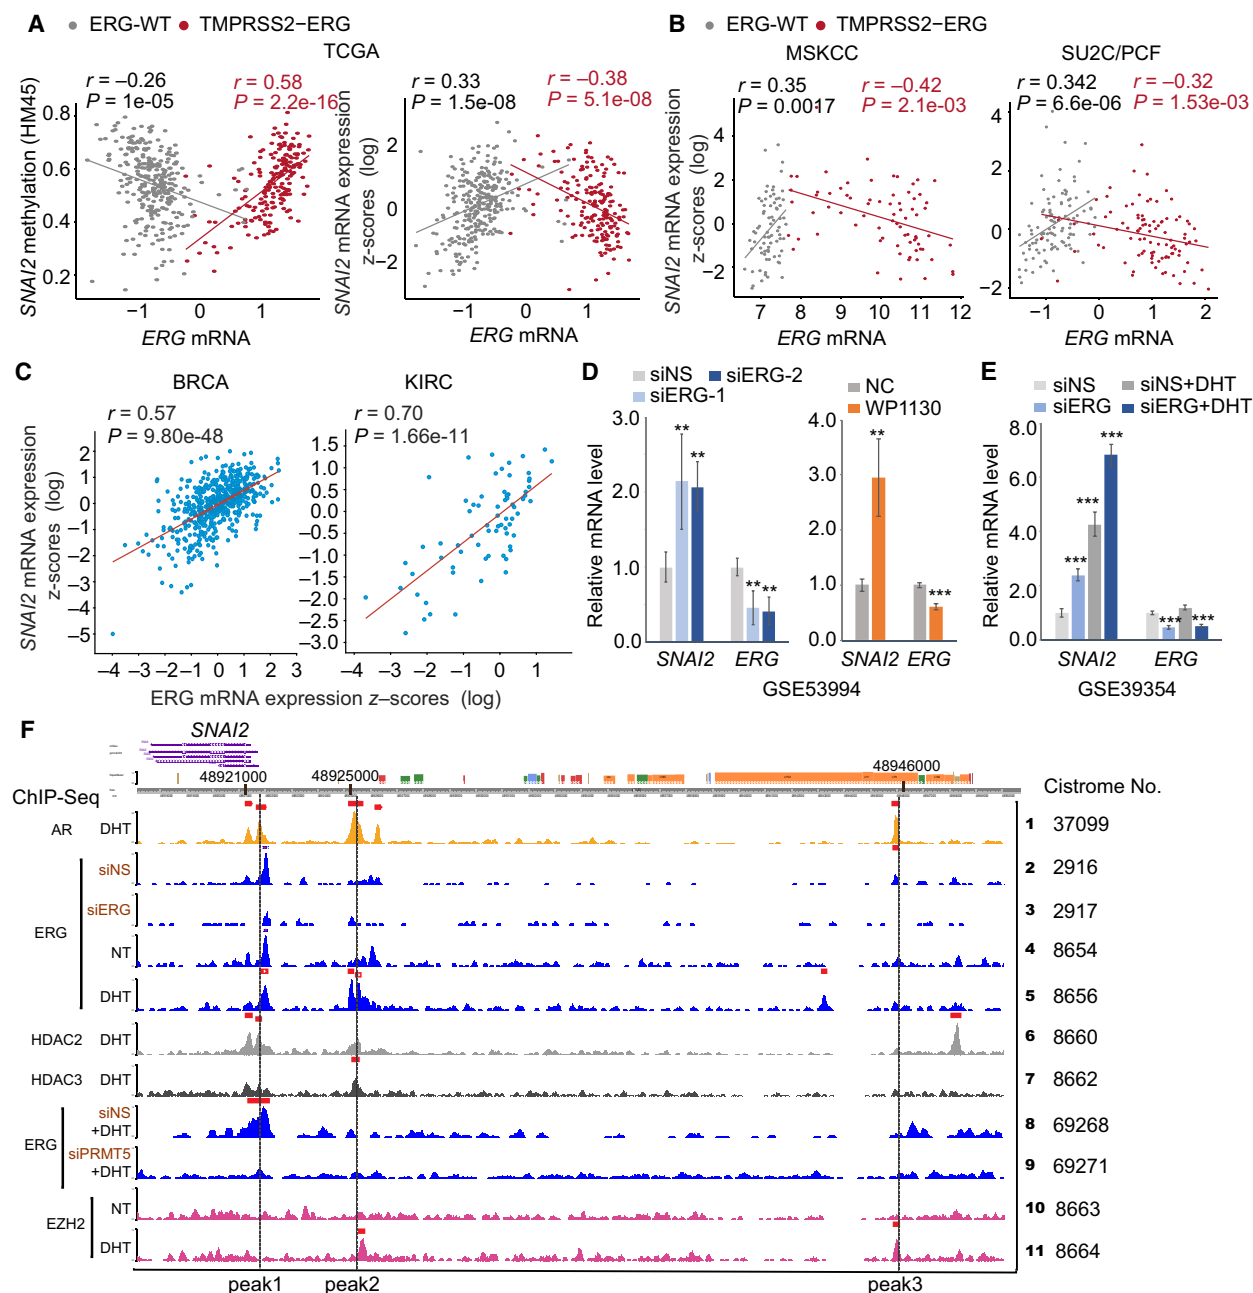 A ERG-WT TMPRSS2−ERG
TCGA
r = −0.26
P = 1e-05
r = 0.58
P = 2.2e-16
SNAI2 methylation (HM45)
0.8
0.6
0.4
0.2
−1 0 1
ERG mRNA
r = 0.33
P = 1.5e-08
r = −0.38
P = 5.1e-08
SNAI2 mRNA expression
z-scores (log)
2
0
−2
−1 0 1
ERG mRNA
B ERG-WT TMPRSS2−ERG
MSKCC
r = 0.35
P = 0.0017
r = −0.42
P = 2.1e-03
SNAI2 mRNA expression
z-scores (log)
4
2
0
−2
7 8 9 10 11 12
ERG mRNA
SU2C/PCF
r = 0.342
P = 6.6e-06
r = −0.32
P = 1.53e-03
4
2
0
−2
−1 0 1 2
ERG mRNA
C
BRCA
r = 0.57
P = 9.80e-48
SNAI2 mRNA expression
z-scores (log)
2
1
0
−1
−2
−3
−4
−5
−4 −3 −2 −1 0 1 2 3
KIRC
r = 0.70
P = 1.66e-11
1.5
1.0
0.5
0.0
−0.5
−1.0
−1.5
−2.0
−2.5
−3.0
−4 −3 −2 −1 0 1
ERG mRNA expression z−scores (log)
D
siNS siERG-2
siERG-1
Relative mRNA level
3.0
2.0
1.0
0.0
** **
** **
SNAI2 ERG
NC
WP1130
4.0
3.0
2.0
1.0
0.0
**
***
SNAI2 ERG
GSE53994
E
siNS siNS+DHT
siERG siERG+DHT
Relative mRNA level
8.0
6.0
4.0
2.0
0.0
*** *** ***
*** ***
SNAI2 ERG
GSE39354
F
SNAI2
48921000 48925000 48946000
ChIP-Seq
Cistrome No.
AR DHT 1 37099
ERG
siNS 2 2916
siERG 3 2917
NT 4 8654
DHT 5 8656
HDAC2 DHT 6 8660
HDAC3 DHT 7 8662
ERG
siNS
+DHT 8 69268
siPRMT5
+DHT 9 69271
EZH2
NT 10 8663
DHT 11 8664
peak1 peak2 peak3